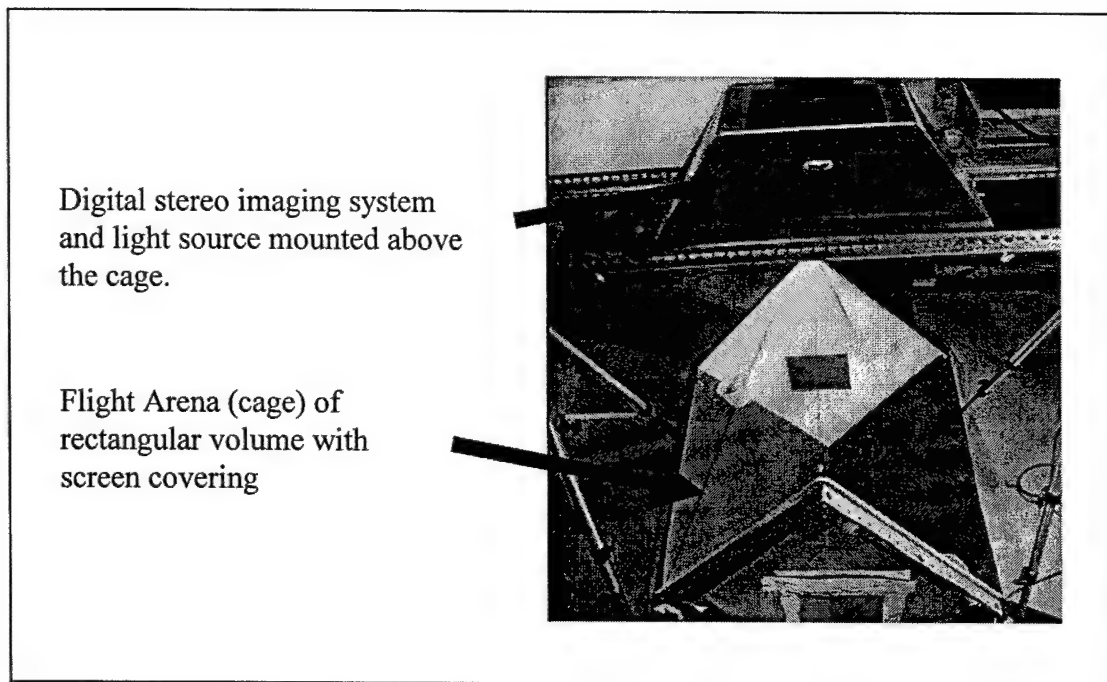 Digital stereo imaging system
and light source mounted above
the cage.
Flight Arena (cage) of
rectangular volume with
screen covering